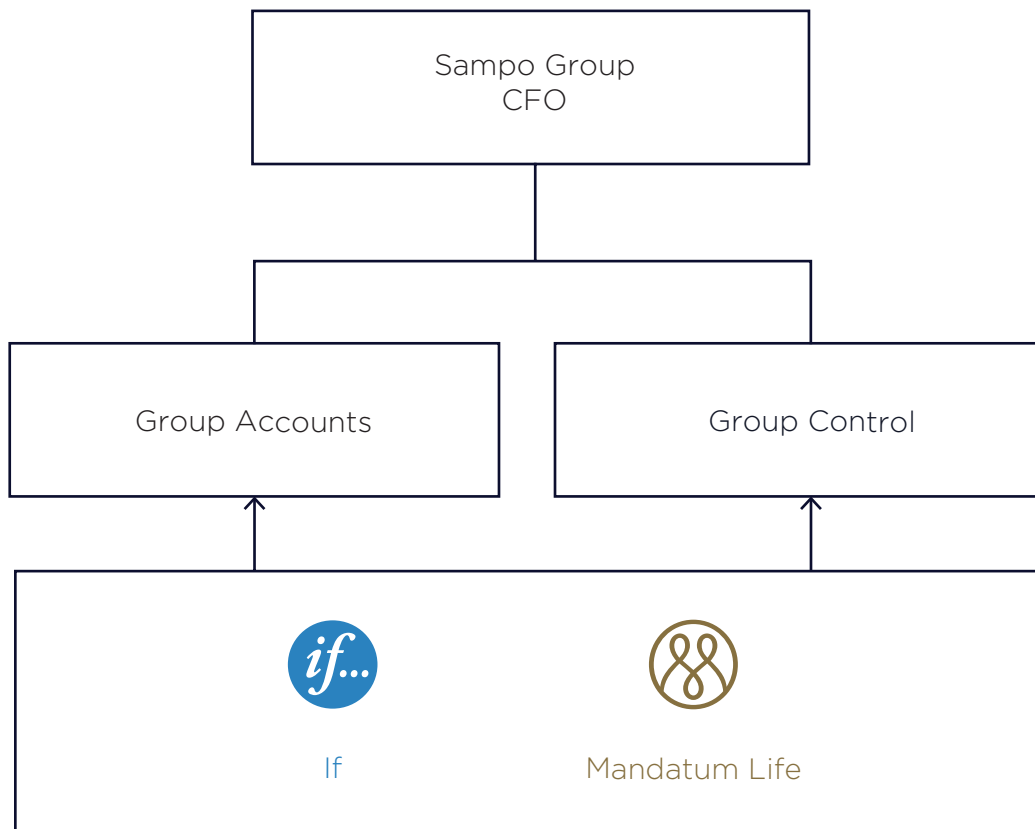 Sampo Group
CFO
Group Accounts
Group Control
if...
If
Mandatum Life